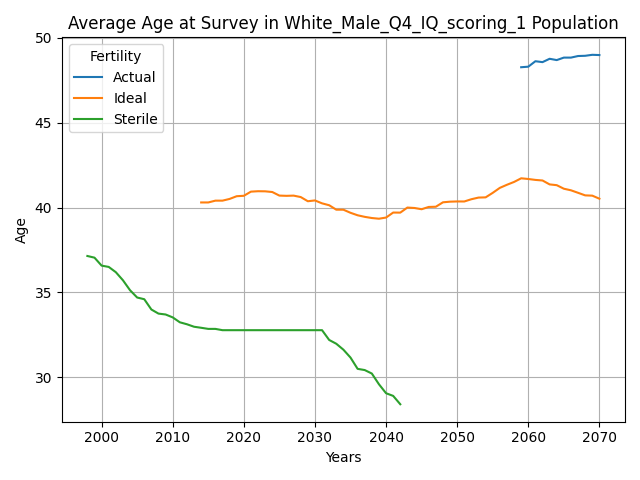 Average Age at Survey in White_Male_Q4_IQ_scoring_1 Population
Fertility
Actual
Ideal
Sterile
50
45
40
35
30
Age
2000 2010 2020 2030 2040 2050 2060 2070
Years